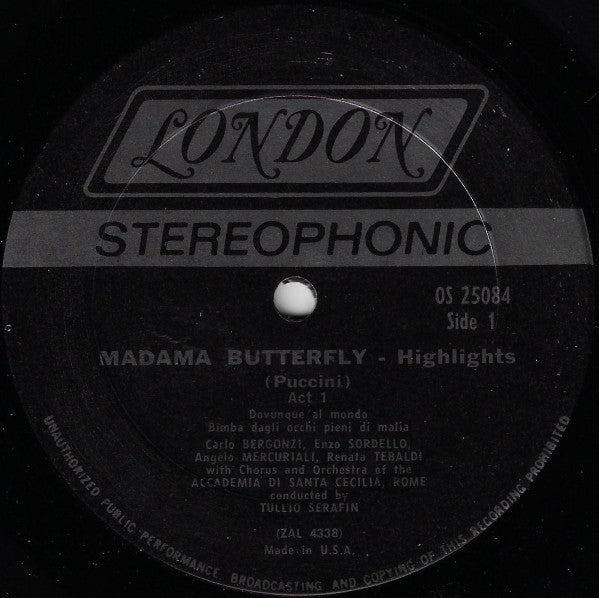 LONDON
STEREOPHONIC
OS 25084
Side 1
MADAMA BUTTERFLY - Highlights
(Puccini)
Act 1
Dovunque al mondo
Bimba dagli occhi pieni di malia
Carlo BERGONZI, Enzo SORDELLO,
Angelo MERCURIALI, Renata TEBALDI
with Chorus and Orchestra of the
ACCADEMIA DI SANTA CECILIA, ROME
conducted by
TULLIO SERAFIN
(ZAL 4338)
Made in U.S.A.
UNAUTHORIZED PUBLIC PERFORMANCE, BROADCASTING AND COPYING OF THIS RECORDING PROHIBITED